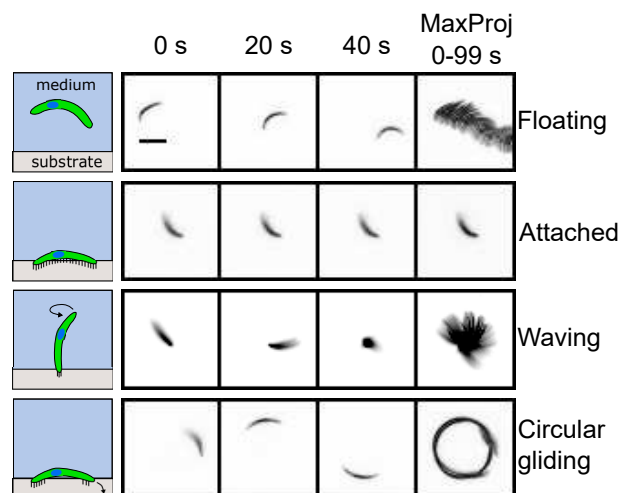 0 s
20 s
40 s
MaxProj
0-99 s
medium
substrate
Floating
Attached
Waving
Circular
gliding